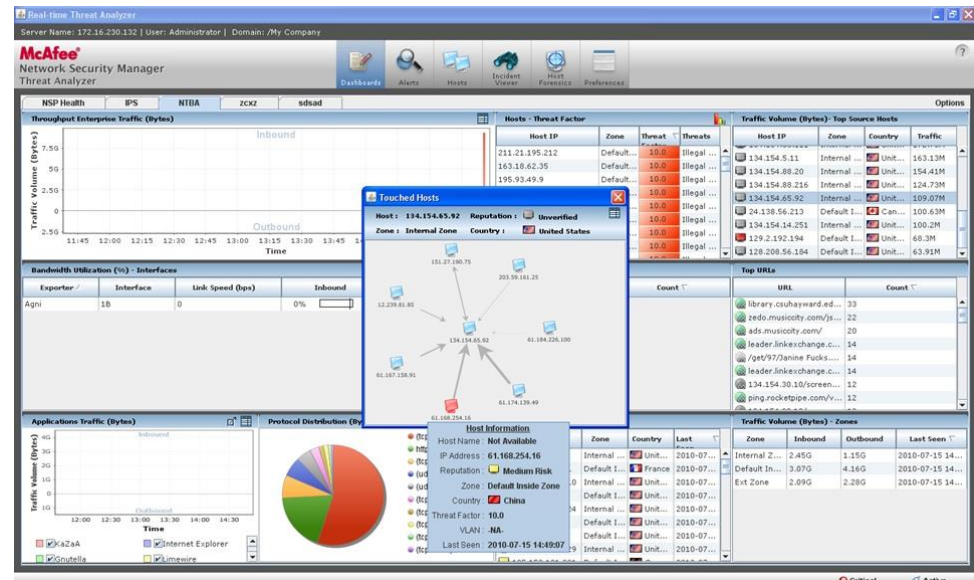 Real-time Threat Analyzer
Server Name: 172.16.230.132 | User: Administrator | Domain: /My Company
McAfee®
Network Security Manager
Threat Analyzer
Dashboards
Alerts
Hosts
Incident Viewer
Host Forensics
Preferences
NSP Health
IPS
NTBA
zcxz
sdsad
Options
Throughput Enterprise Traffic (Bytes)
Traffic Volume (Bytes)
7.5G
5G
2.5G
0
2.5G
Inbound
Outbound
11:45 12:00 12:15 12:30 12:45 13:00 13:15 13:30 13:45
Time
Hosts - Threat Factor
Host IP Zone Threat Threats
211.21.195.212 Default... 10.0 Illegal ...
163.18.62.35 Default... 10.0 Illegal ...
195.93.49.9 Default... 10.0 Illegal ...
10.0 Illegal ...
10.0 Illegal ...
10.0 Illegal ...
10.0 Illegal ...
10.0 Illegal ...
Traffic Volume (Bytes)- Top Source Hosts
Host IP Zone Country Traffic
134.154.5.11 Internal ... Unit... 163.13M
134.154.88.20 Internal ... Unit... 154.41M
134.154.88.216 Internal ... Unit... 124.73M
134.154.65.92 Internal ... Unit... 109.07M
24.138.56.213 Default I... Can... 100.63M
134.154.14.251 Internal ... Unit... 100.2M
129.2.192.194 Default I... Unit... 68.3M
128.208.56.184 Default I... Unit... 63.91M
Touched Hosts
Host : 134.154.65.92 Reputation : Unverified
Zone : Internal Zone Country : United States
151.27.190.75
203.59.161.25
12.239.61.80
134.154.65.92
61.184.226.100
61.167.158.91
61.174.139.49
61.168.254.16
Host Information
Host Name : Not Available
IP Address : 61.168.254.16
Reputation : Medium Risk
Zone : Default Inside Zone
Country : China
Threat Factor : 10.0
VLAN : -NA-
Last Seen : 2010-07-15 14:49:07
Bandwidth Utilization (%) - Interfaces
Exporter Interface Link Speed (bps) Inbound
Agni 1B 0 0%
Count
Top URLs
URL Count
library.csuhayward.ed... 33
zedo.musiccity.com/js... 22
ads.musiccity.com/ 20
leader.linkexchange.c... 14
/get/97/Janine Fucks.... 14
leader.linkexchange.c... 14
134.154.30.10/screen... 12
ping.rocketpipe.com/v... 12
Applications Traffic (Bytes)
Traffic Volume (Bytes)
4G
3G
2G
1G
0
1G
Inbound
Outbound
12:00 12:30 13:00 13:30 14:00 14:30
Time
KaZaA
Internet Explorer
Gnutella
Limewire
Protocol Distribution (By
Zone Country Last
Internal ... Unit... 2010-07...
Default I... France 2010-07...
Internal ... Unit... 2010-07...
Default I... Unit... 2010-07...
Internal ... Unit... 2010-07...
Default I... Unit... 2010-07...
Default I... Unit... 2010-07...
Internal ... Unit... 2010-07...
Traffic Volume (Bytes) - Zones
Zone Inbound Outbound Last Seen
Internal Z... 2.45G 1.15G 2010-07-15 14...
Default In... 3.07G 4.16G 2010-07-15 14...
Ext Zone 2.09G 2.28G 2010-07-15 14...
Critical
Active